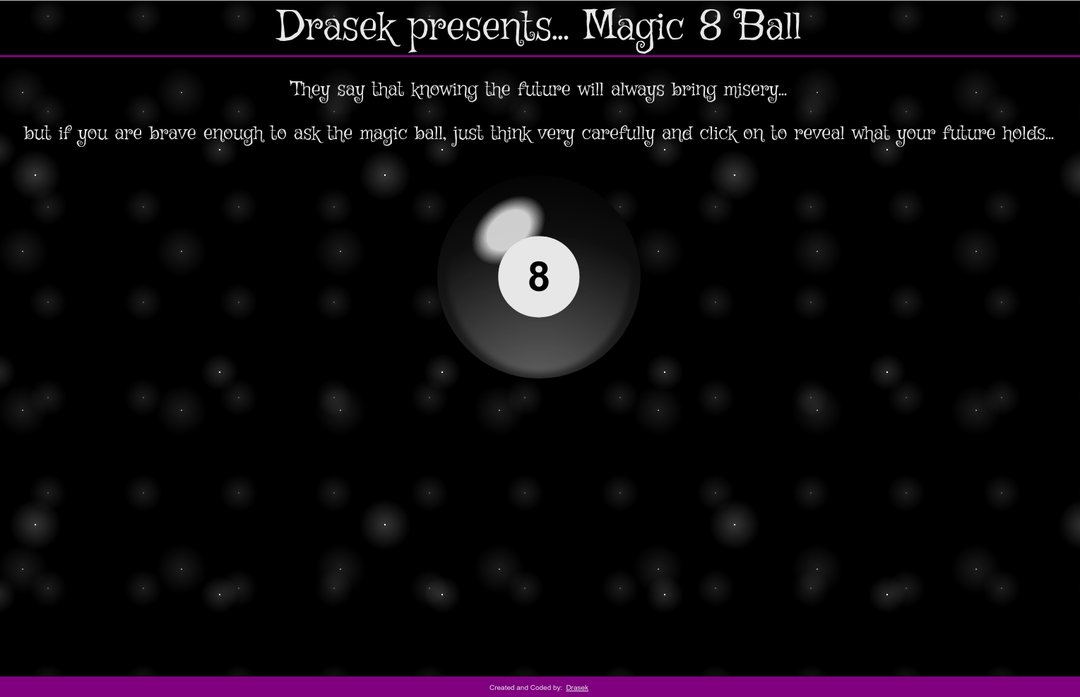 Drasek presents... Magic 8 Ball
They say that knowing the future will always bring misery...
but if you are brave enough to ask the magic ball, just think very carefully and click on to reveal what your future holds...
8
Created and Coded by: Drasek